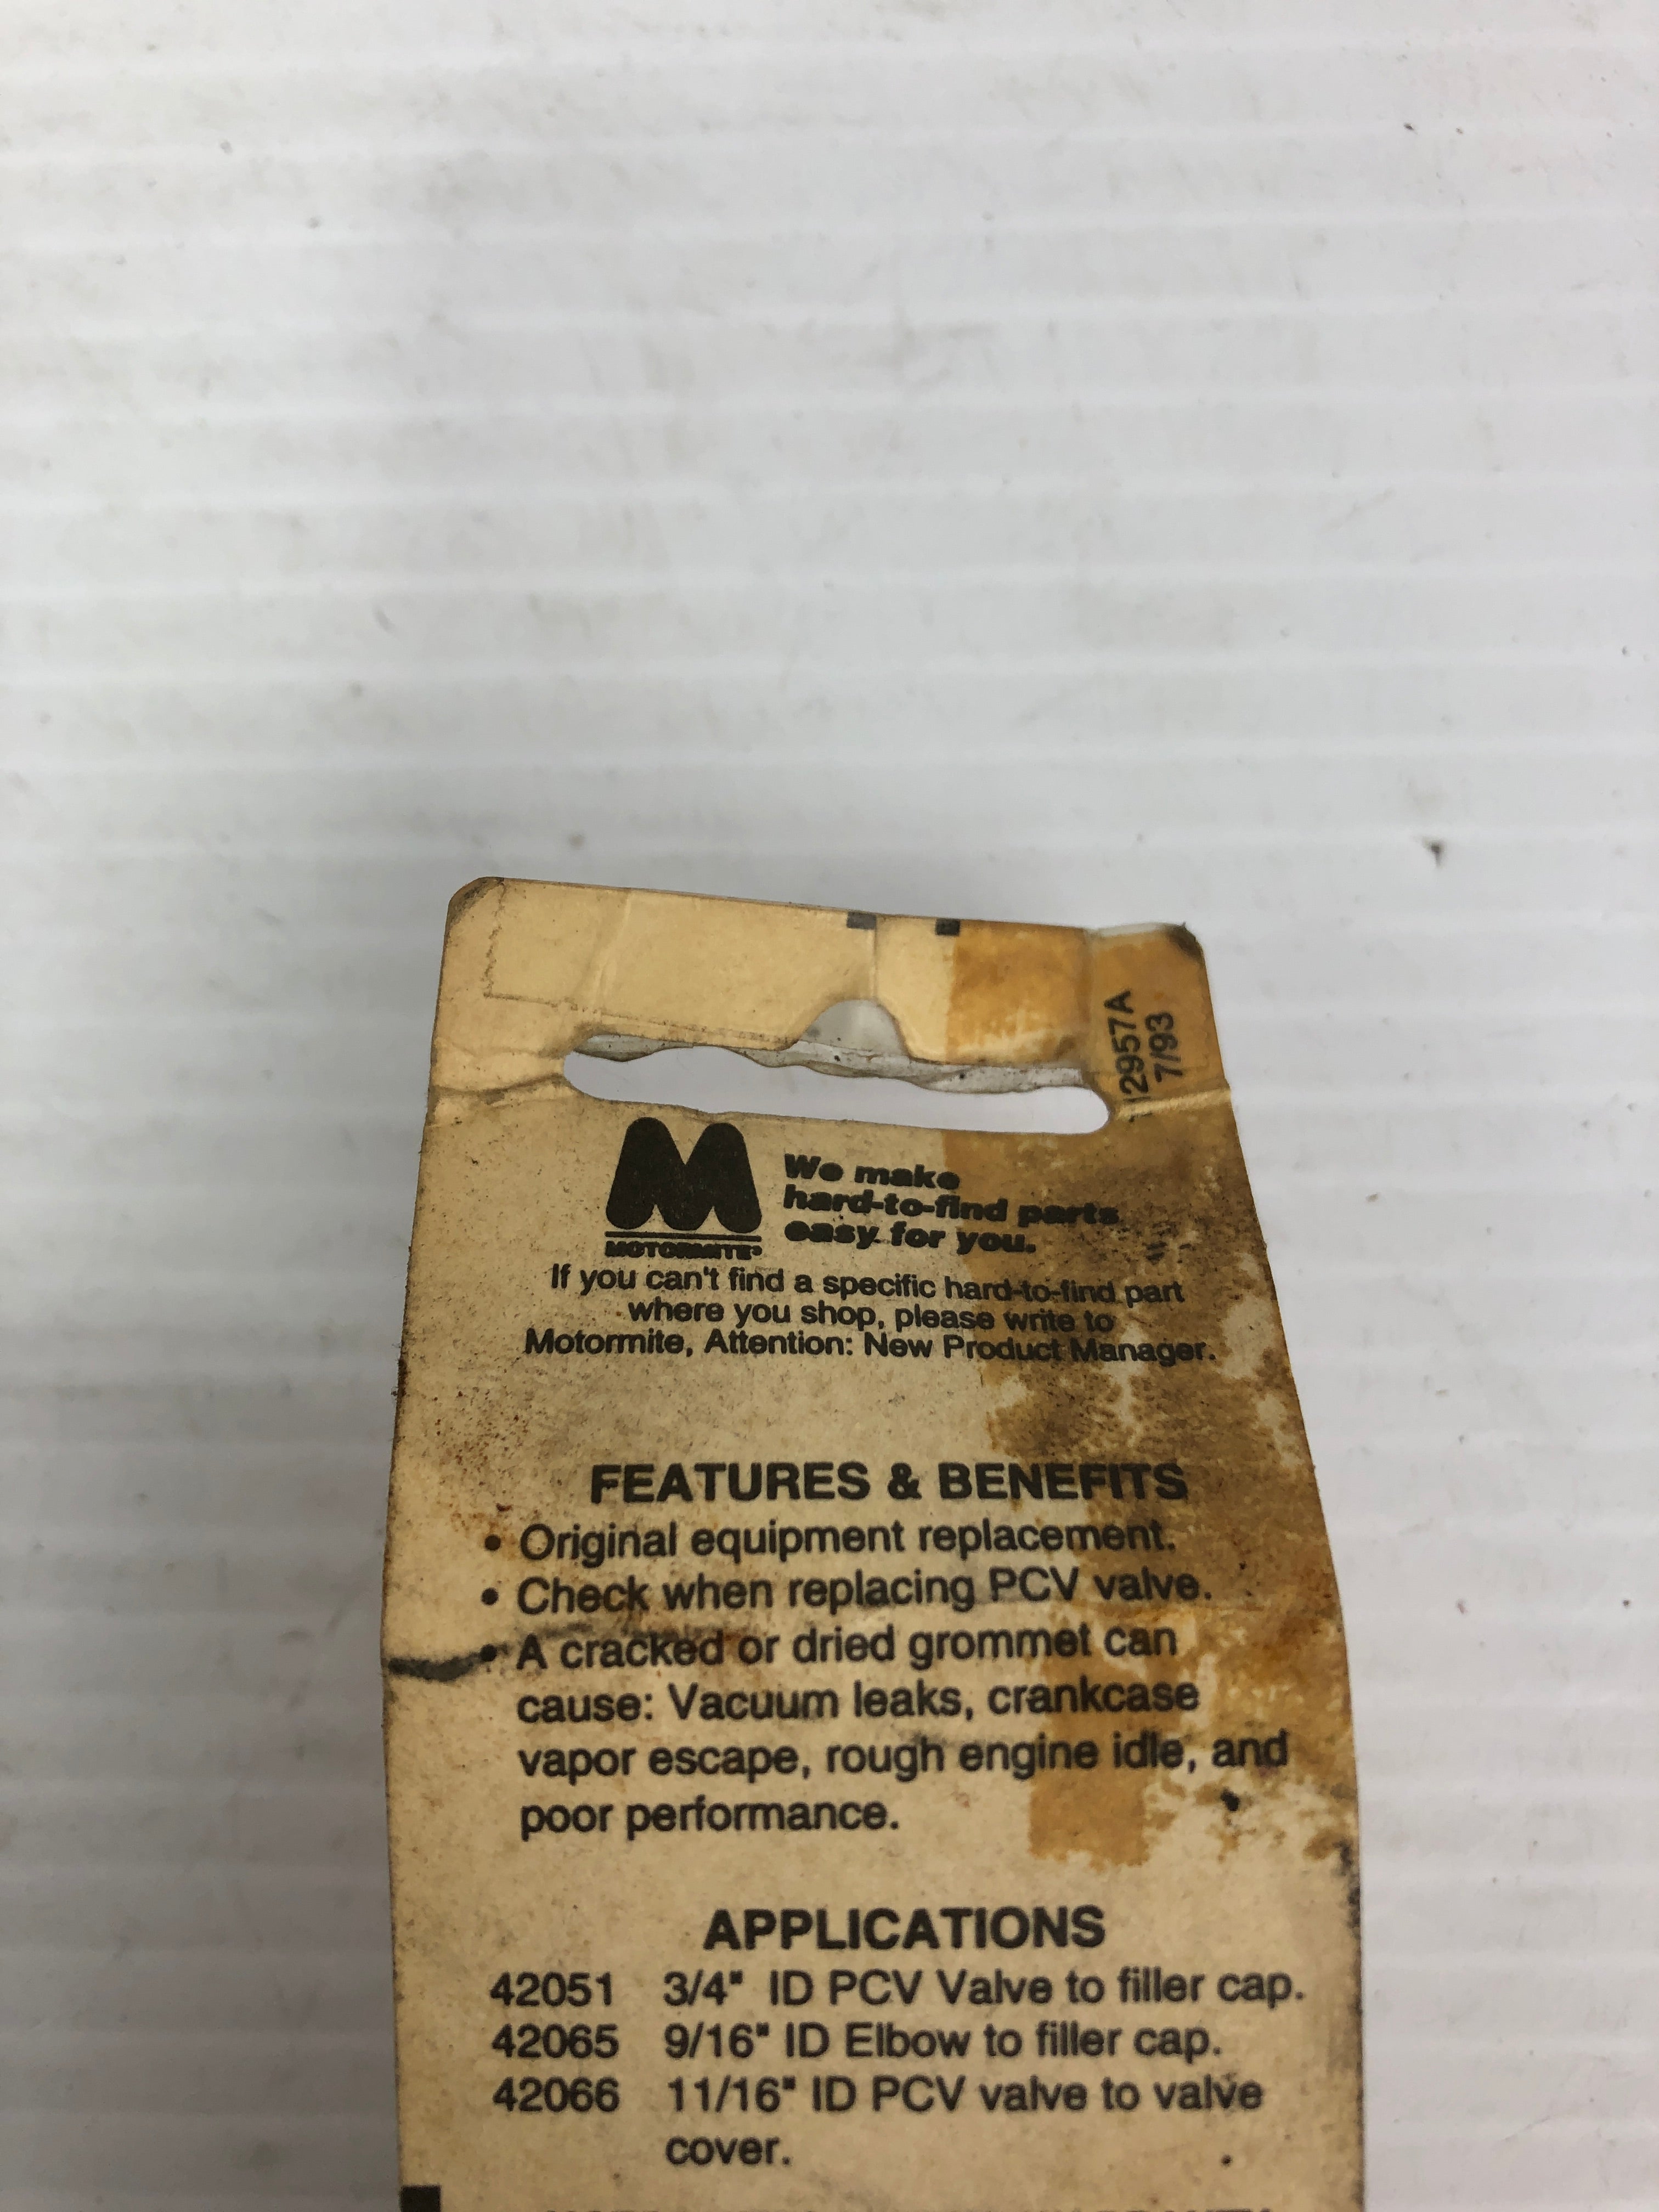 12957A
7/93
We make
hard-to-find parts
easy for you.
MOTORMITE®
If you can't find a specific hard-to-find part
where you shop, please write to
Motormite, Attention: New Product Manager.
FEATURES & BENEFITS
• Original equipment replacement.
• Check when replacing PCV valve.
• A cracked or dried grommet can
cause: Vacuum leaks, crankcase
vapor escape, rough engine idle, and
poor performance.
APPLICATIONS
42051 3/4" ID PCV Valve to filler cap.
42065 9/16" ID Elbow to filler cap.
42066 11/16" ID PCV valve to valve
cover.